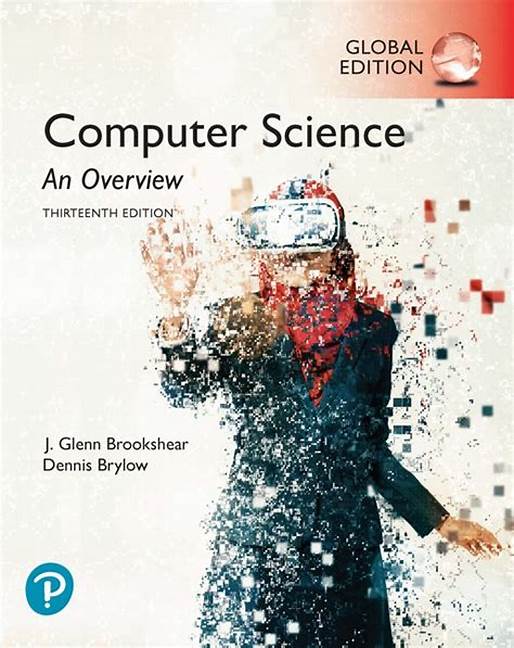 GLOBAL
EDITION
Computer Science
An Overview
THIRTEENTH EDITION
J. Glenn Brookshear
Dennis Brylow
P